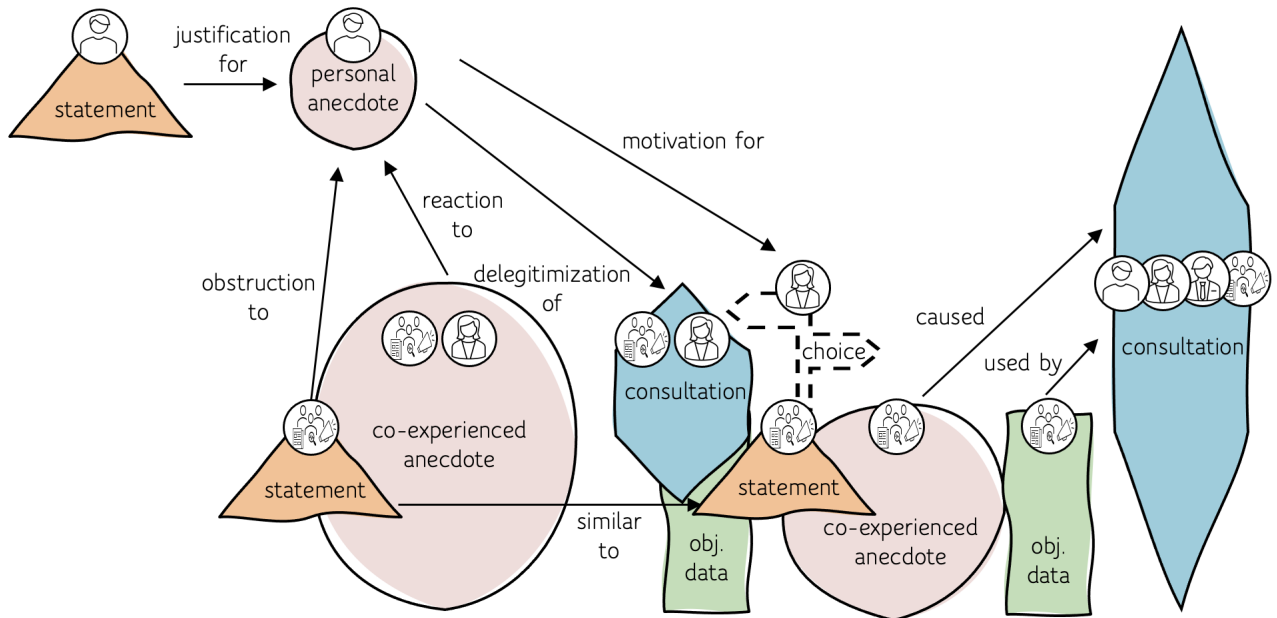 justification
for
statement
personal
anecdote
motivation for
reaction
to
obstruction
to
delegitimization
of
caused
choice
used by
consultation
consultation
co-experienced
anecdote
statement
statement
similar
to
obj.
data
co-experienced
anecdote
obj.
data